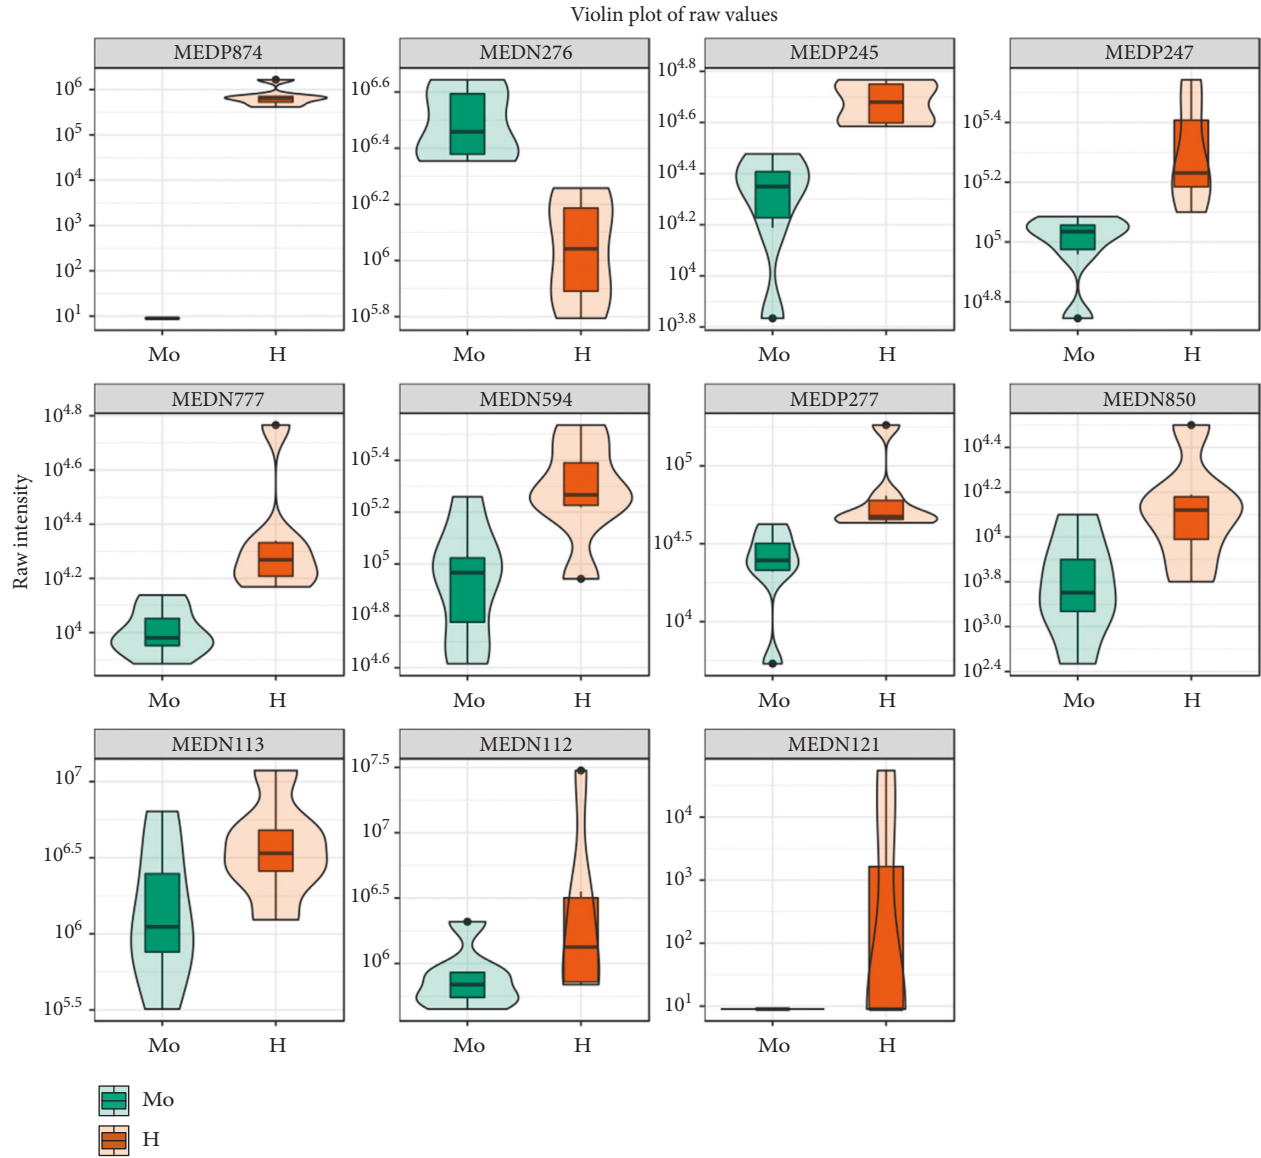 Violin plot of raw values
MEDP874 MEDN276 MEDP245 MEDP247
10^6 10^5 10^4 10^3 10^2 10^1
10^6.6 10^6.4 10^6.2 10^6 10^5.8
10^4.8 10^4.6 10^4.4 10^4.2 10^4 10^3.8
10^5.4 10^5.2 10^5 10^4.8
Mo H Mo H Mo H Mo H
Raw intensity
MEDN777 MEDN594 MEDP277 MEDN850
10^4.8 10^4.6 10^4.4 10^4.2 10^4
10^5.4 10^5.2 10^5 10^4.8 10^4.6
10^5 10^4.5 10^4
10^4.4 10^4.2 10^4 10^3.8 10^3.0 10^2.4
Mo H Mo H Mo H Mo H
MEDN113 MEDN112 MEDN121
10^7 10^6.5 10^6 10^5.5
10^7.5 10^7 10^6.5 10^6
10^4 10^3 10^2 10^1
Mo H Mo H Mo H
Mo
H